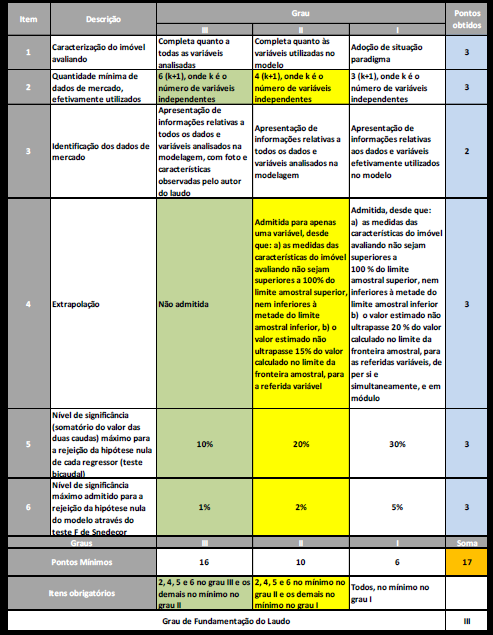 Item Descrição Grau Pontos obtidos
III II I
1 Caracterização do imóvel avaliando
Completa quanto a todas as variáveis analisadas
Completa quanto às variáveis utilizadas no modelo
Adoção de situação paradigma
3
2 Quantidade mínima de dados de mercado, efetivamente utilizados
6 (k+1), onde k é o número de variáveis independentes
4 (k+1), onde k é o número de variáveis independentes
3 (k+1), onde k é o número de variáveis independentes
3
3 Identificação dos dados de mercado
Apresentação de informações relativas a todos os dados e variáveis analisados na modelagem, com foto e características observadas pelo autor do laudo
Apresentação de informações relativas a todos os dados e variáveis analisados na modelagem
Apresentação de informações relativas aos dados e variáveis efetivamente utilizados no modelo
2
4 Extrapolação
Não admitida
Admitida para apenas uma variável, desde que: a) as medidas das características do imóvel avaliando não sejam superiores a 100% do limite amostral superior, nem inferiores à metade do limite amostral inferior, b) o valor estimado não ultrapasse 15% do valor calculado no limite da fronteira amostral, para a referida variável
Admitida, desde que:
a) as medidas das características do imóvel avaliando não sejam superiores a
100 % do limite amostral superior, nem inferiores à metade do limite amostral inferior
b) o valor estimado não ultrapasse 20 % do valor calculado no limite da fronteira amostral, para as referidas variáveis, de per si e simultaneamente, e em módulo
3
5 Nível de significância (somatório do valor das duas caudas) máximo para a rejeição da hipótese nula de cada regressor (teste bicaudal)
10% 20% 30% 3
6 Nível de significância máximo admitido para a rejeição da hipótese nula do modelo através do teste F de Snedecor
1% 2% 5% 3
Graus III II I Soma
Pontos Mínimos 16 10 6 17
Itens obrigatórios
2, 4, 5 e 6 no grau III e os demais no mínimo no grau II
2, 4, 5 e 6 no mínimo no grau II e os demais no mínimo no grau I
Todos, no mínimo no grau I
Grau de Fundamentação do Laudo III